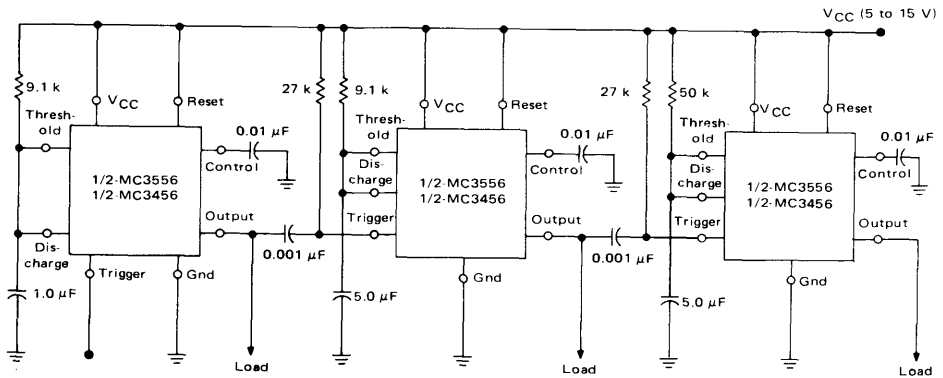 VCC (5 to 15 V)
9.1 k
VCC
Reset
Thresh-
old
0.01 µF
Control
1/2-MC3556
1/2-MC3456
Output
Dis-
charge
Trigger
Gnd
1.0 µF
0.001 µF
Load
27 k
9.1 k
VCC
Reset
Thresh-
old
Dis-
charge
Trigger
0.01 µF
Control
1/2-MC3556
1/2-MC3456
Output
Gnd
5.0 µF
0.001 µF
Load
27 k
50 k
VCC
Reset
Thresh-
old
Dis-
charge
Trigger
0.01 µF
Control
1/2-MC3556
1/2-MC3456
Output
Gnd
5.0 µF
Load